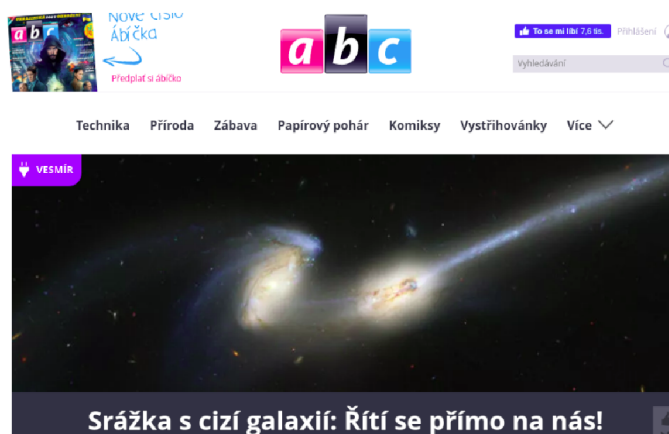 Nové číslo
Ábíčka
Předplať si ábíčko
abc
abc
To se mi líbí 7,6 tis.
Přihlášení
Vyhledávání
Technika Příroda Zábava Papírový pohár Komiksy Vystřihovánky Více
VESMÍR
Srážka s cizí galaxií: Řítí se přímo na nás!